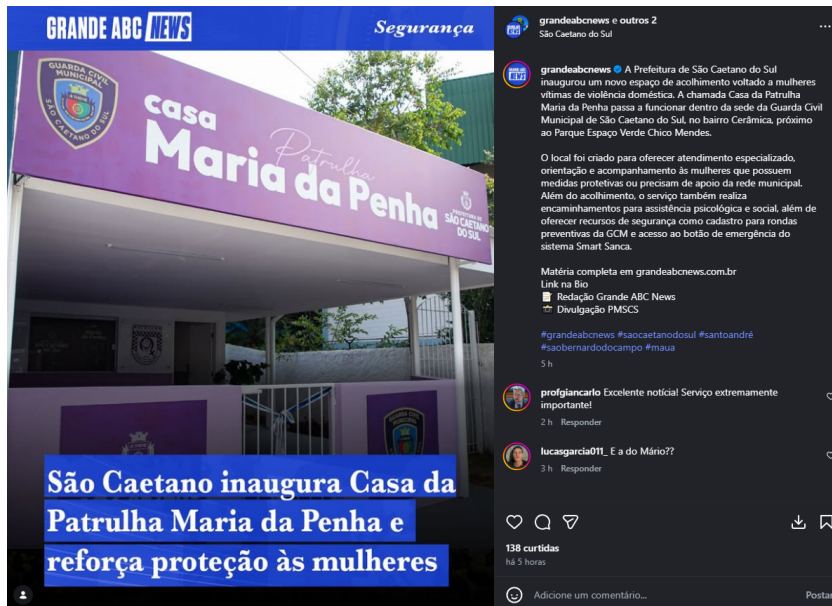 GRANDE ABC NEWS
Segurança
GUARDA CIVIL
MUNICIPAL
SÃO CAETANO DO SUL
casa
Patrulha
Maria da Penha
PREFEITURA DE
SÃO CAETANO
DO SUL
GUARDA CIVIL
São Caetano inaugura Casa da
Patrulha Maria da Penha e
reforça proteção às mulheres
grandeabcnews e outros 2
São Caetano do Sul
grandeabcnews A Prefeitura de São Caetano do Sul
inaugurou um novo espaço de acolhimento voltado a mulheres
vítimas de violência doméstica. A chamada Casa da Patrulha
Maria da Penha passa a funcionar dentro da sede da Guarda Civil
Municipal de São Caetano do Sul, no bairro Cerâmica, próximo
ao Parque Espaço Verde Chico Mendes.
O local foi criado para oferecer atendimento especializado,
orientação e acompanhamento às mulheres que possuem
medidas protetivas ou precisam de apoio da rede municipal.
Além do acolhimento, o serviço também realiza
encaminhamentos para assistência psicológica e social, além de
oferecer recursos de segurança como cadastro para rondas
preventivas da GCM e acesso ao botão de emergência do
sistema Smart Sanca.
Matéria completa em grandeabcnews.com.br
Link na Bio
Redação Grande ABC News
Divulgação PMSCS
#grandeabcnews #saocaetanodosul #santoandré
#saobernardodocampo #maua
5 h
profgiancarlo Excelente notícia! Serviço extremamente
importante!
2 h Responder
lucasgarcia011_ E a do Mário??
3 h Responder
138 curtidas
há 5 horas
Adicione um comentário...
Postar